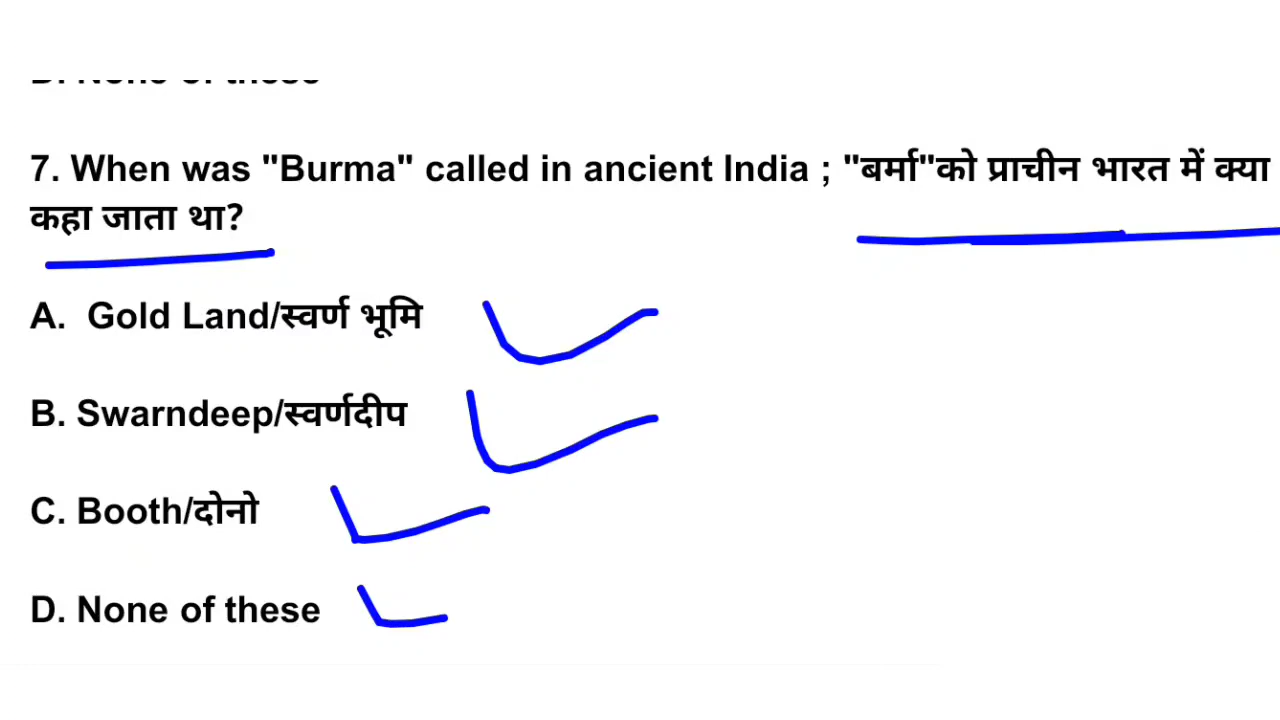 7. When was "Burma" called in ancient India ; "बर्मा"को प्राचीन भारत में क्या
कहा जाता था?
A. Gold Land/स्वर्ण भूमि
B. Swarndeep/स्वर्णदीप
C. Booth/दोनो
D. None of these